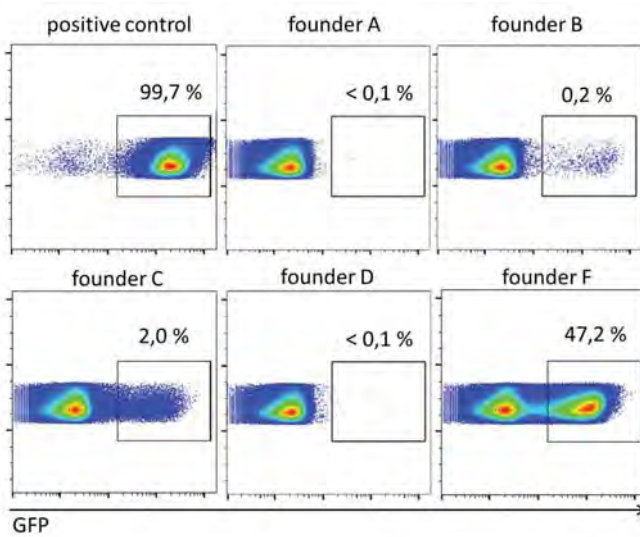 positive control
founder A
founder B
99,7 %
< 0,1 %
0,2 %
founder C
founder D
founder F
2,0 %
< 0,1 %
47,2 %
GFP